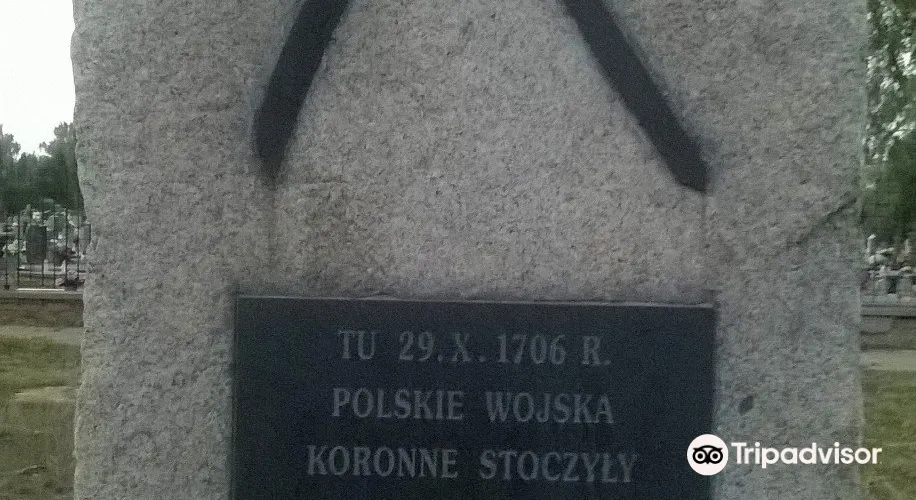 TU 29.X.1706 R.
POLSKIE WOJSKA
KORONNE STOCZYŁY
Tripadvisor